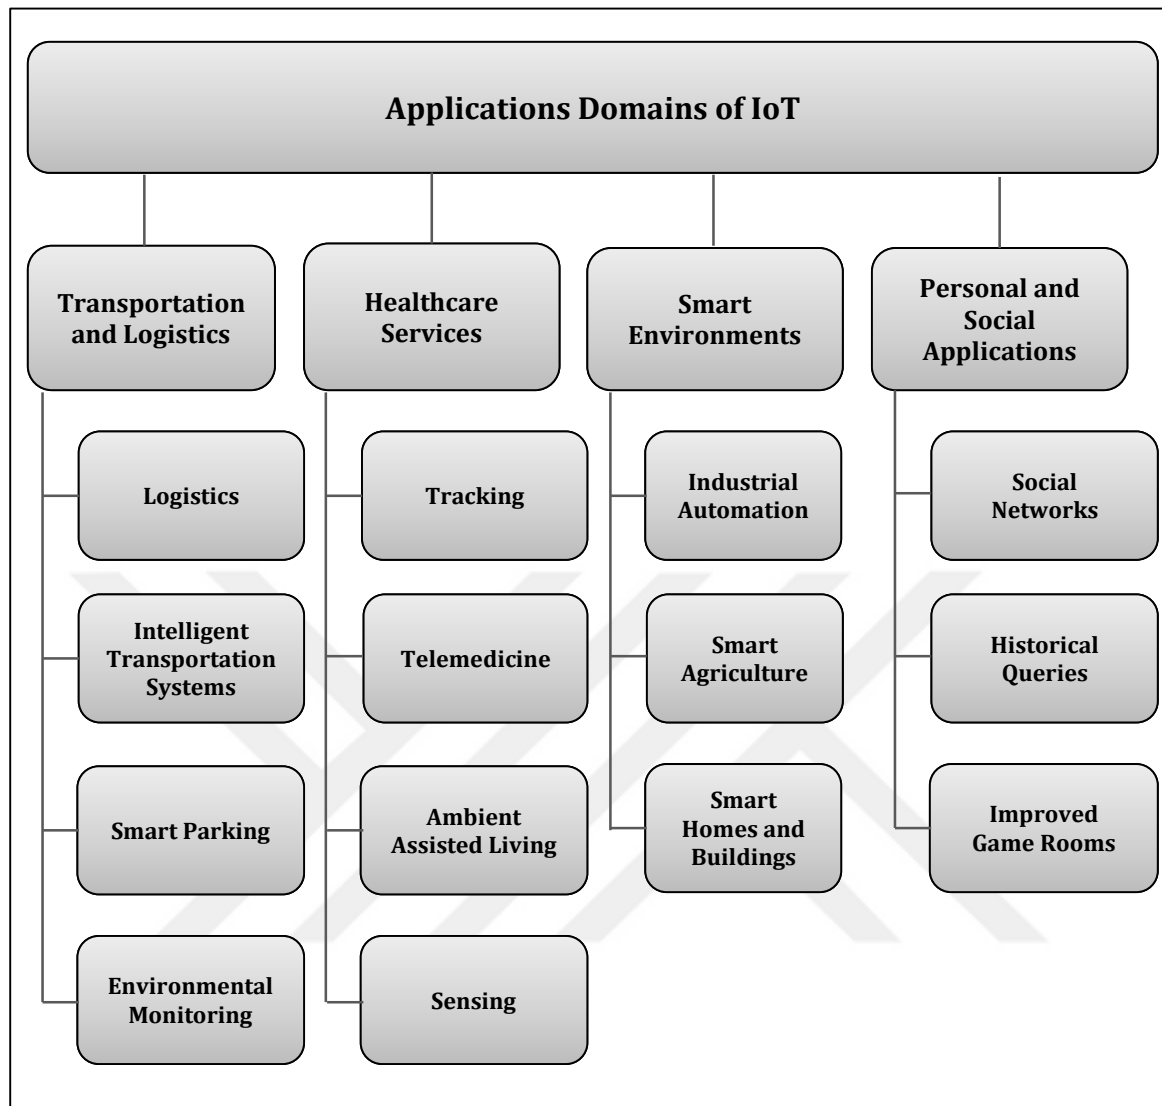 Applications Domains of IoT
Transportation
and Logistics
Healthcare
Services
Smart
Environments
Personal and
Social
Applications
Logistics
Tracking
Industrial
Automation
Social
Networks
Intelligent
Transportation
Systems
Telemedicine
Smart
Agriculture
Historical
Queries
Smart Parking
Ambient
Assisted Living
Smart
Homes and
Buildings
Improved
Game Rooms
Environmental
Monitoring
Sensing